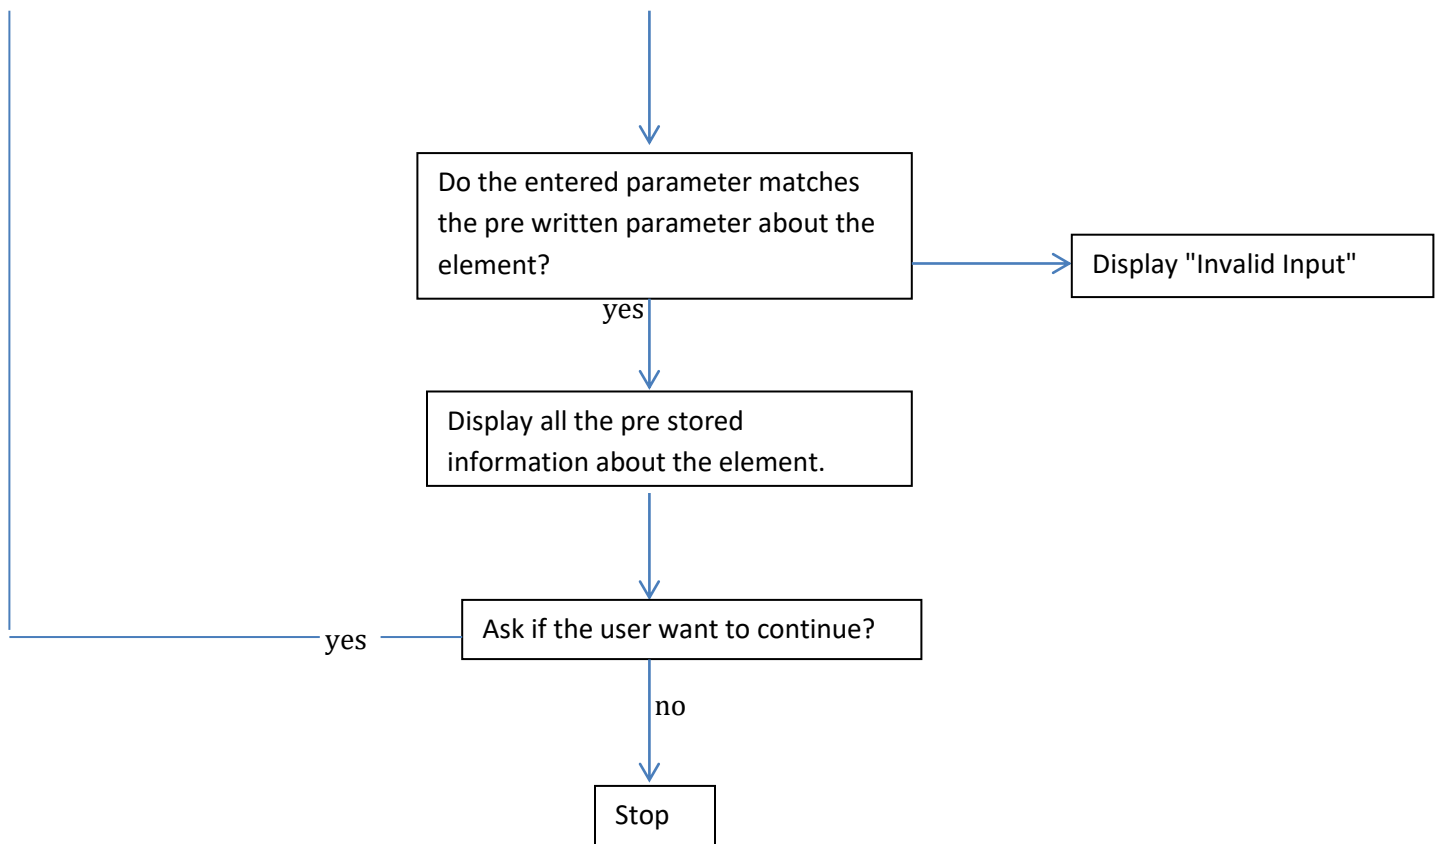 Do the entered parameter matches
the pre written parameter about the
element?
Display "Invalid Input"
yes
Display all the pre stored
information about the element.
Ask if the user want to continue?
yes
no
Stop